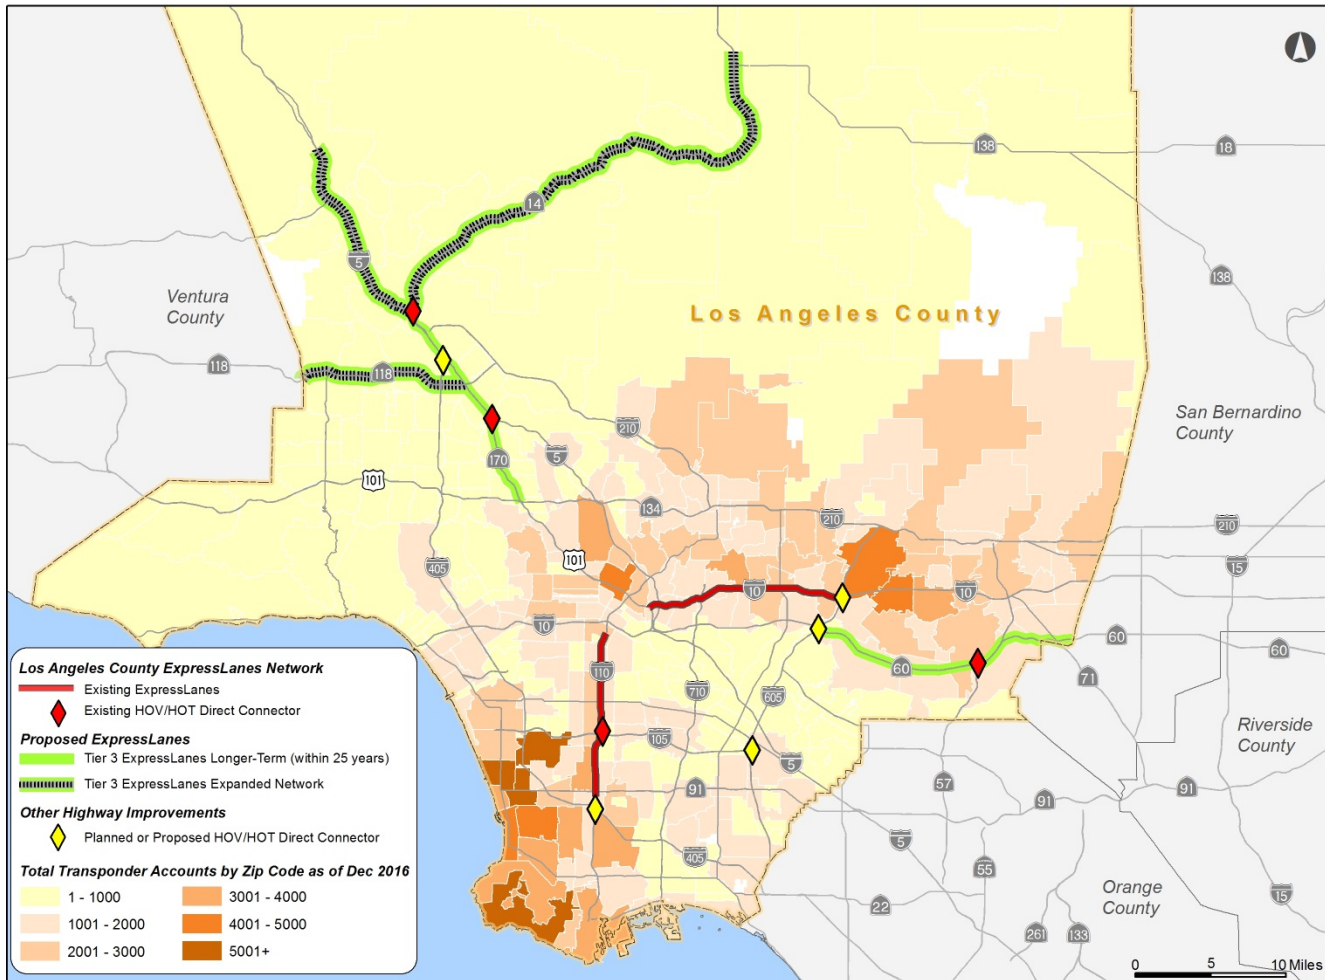 138
18
14
5
138
Ventura
County
Los Angeles County
118
118
San Bernardino
County
210
170
5
101
134
210
210
101
405
15
10
10
10
60
60
60
71
110
710
605
105
5
Riverside
County
57
91
91
91
405
5
55
15
22
Orange
County
261
133
Los Angeles County ExpressLanes Network
Existing ExpressLanes
Existing HOV/HOT Direct Connector
Proposed ExpressLanes
Tier 3 ExpressLanes Longer-Term (within 25 years)
Tier 3 ExpressLanes Expanded Network
Other Highway Improvements
Planned or Proposed HOV/HOT Direct Connector
Total Transponder Accounts by Zip Code as of Dec 2016
1 - 1000
3001 - 4000
1001 - 2000
4001 - 5000
2001 - 3000
5001+
0 5 10 Miles